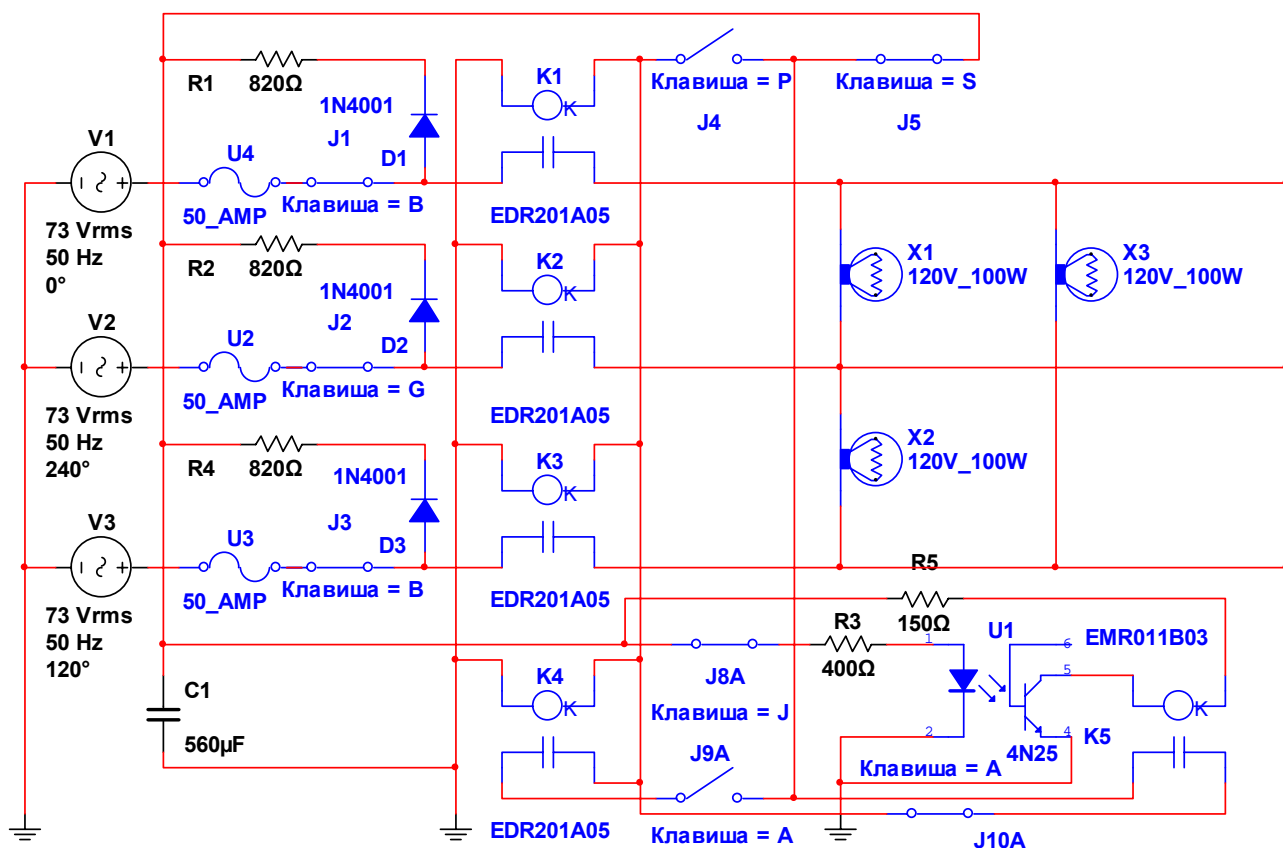 K1
Клавиша = P
Клавиша = S
R1
820Ω
J4
J5
1N4001
J1
V1
U4
D1
50_AMP
Клавиша = B
EDR201A05
73 Vrms
50 Hz
0°
R2
820Ω
K2
X1
120V_100W
X3
120V_100W
1N4001
J2
V2
U2
D2
50_AMP
Клавиша = G
EDR201A05
73 Vrms
50 Hz
240°
R4
820Ω
K3
X2
120V_100W
1N4001
J3
V3
U3
D3
50_AMP
Клавиша = B
EDR201A05
73 Vrms
50 Hz
120°
R5
150Ω
R3
400Ω
U1
EMR011B03
1
6
5
2
4
K4
J8A
Клавиша = J
C1
560µF
K5
4N25
J9A
Клавиша = A
EDR201A05
Клавиша = A
J10A
K
K
K
K
K